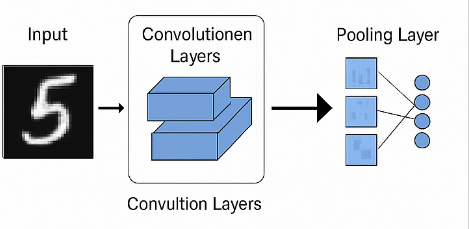 Input
Convolutionen
Layers
Pooling Layer
5
Convultion Layers